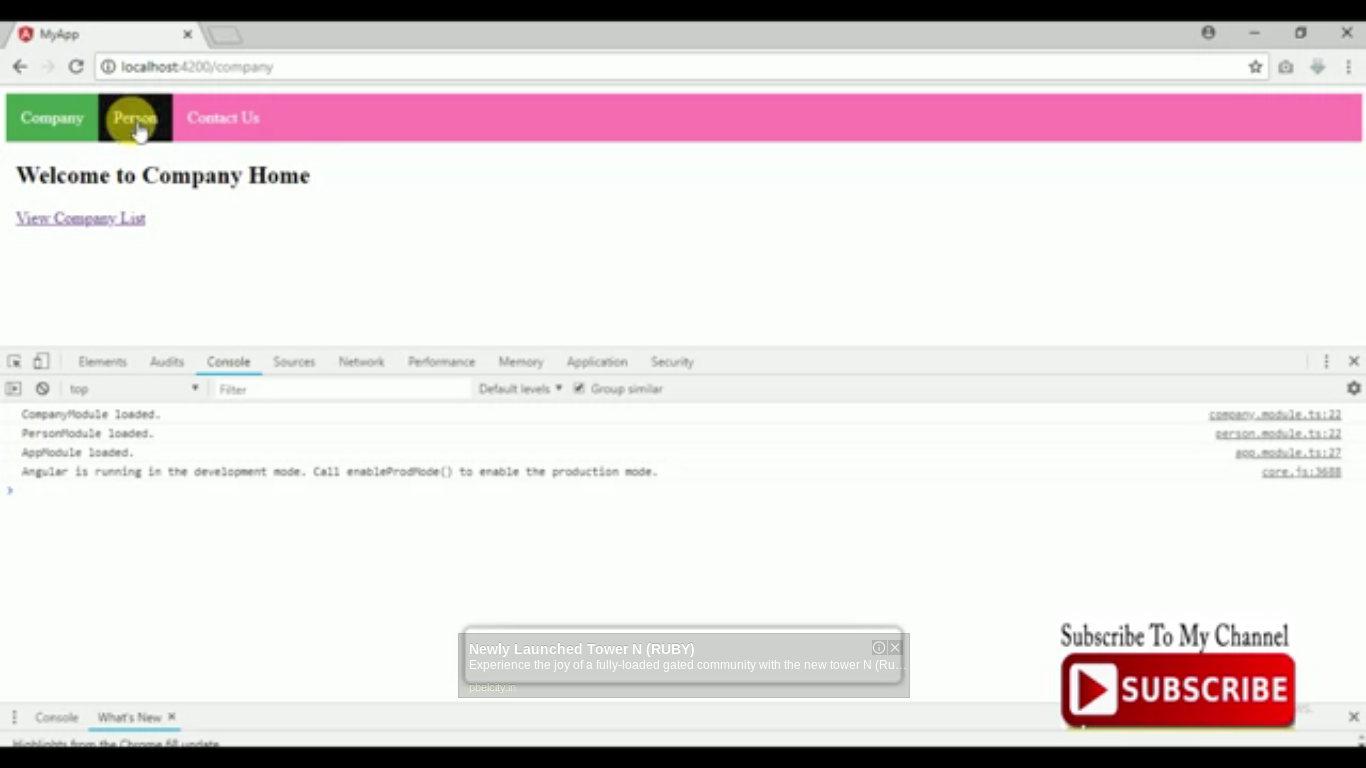 MyApp
localhost:4200/company
Company Person Contact Us
Welcome to Company Home
View Company List
Elements Audits Console Sources Network Performance Memory Application Security
top Filter Default levels Group similar
CompanyModule loaded. company.module.ts:22
PersonModule loaded. person.module.ts:22
AppModule loaded. app.module.ts:27
Angular is running in the development mode. Call enableProdMode() to enable the production mode. core.js:3688
Subscribe To My Channel
Newly Launched Tower N (RUBY)
Experience the joy of a fully-loaded gated community with the new tower N (Ru...
pbelcity.in
SUBSCRIBE
Console What's New
Highlights from the Chrome 68 update